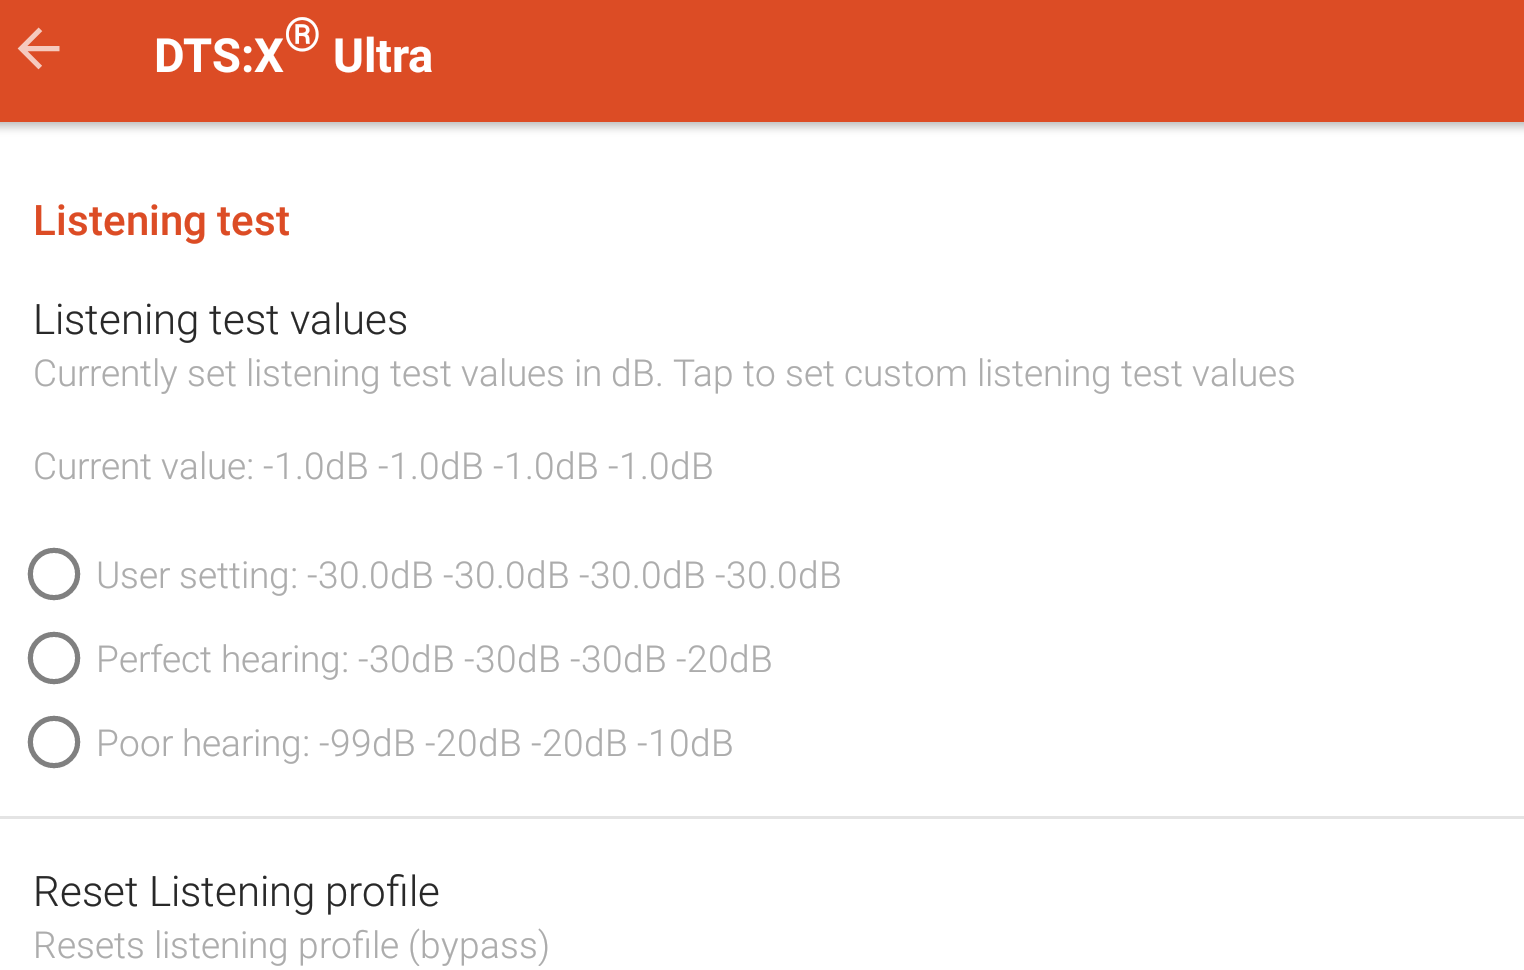 DTS:X® Ultra
Listening test
Listening test values
Currently set listening test values in dB. Tap to set custom listening test values
Current value: -1.0dB -1.0dB -1.0dB -1.0dB
User setting: -30.0dB -30.0dB -30.0dB -30.0dB
Perfect hearing: -30dB -30dB -30dB -20dB
Poor hearing: -99dB -20dB -20dB -10dB
Reset Listening profile
Resets listening profile (bypass)